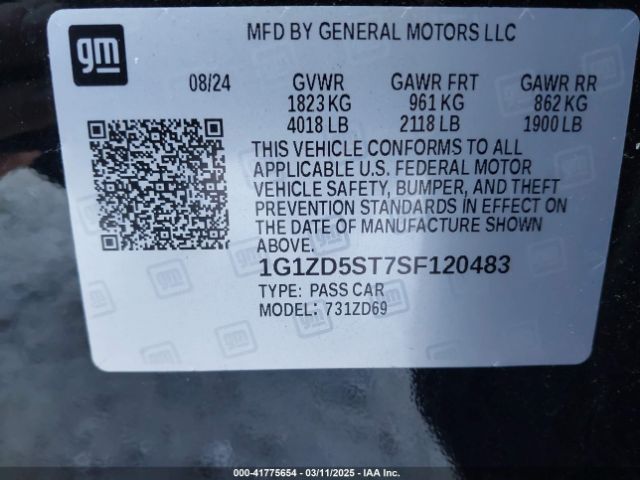 gm
MFD BY GENERAL MOTORS LLC
08/24 GVWR GAWR FRT GAWR RR
1823 KG 961 KG 862 KG
4018 LB 2118 LB 1900 LB
THIS VEHICLE CONFORMS TO ALL
APPLICABLE U.S. FEDERAL MOTOR
VEHICLE SAFETY, BUMPER, AND THEFT
PREVENTION STANDARDS IN EFFECT ON
THE DATE OF MANUFACTURE SHOWN
ABOVE.
1G1ZD5ST7SF120483
TYPE: PASS CAR
MODEL: 731ZD69
000-41775654 - 03/11/2025 - IAA Inc.